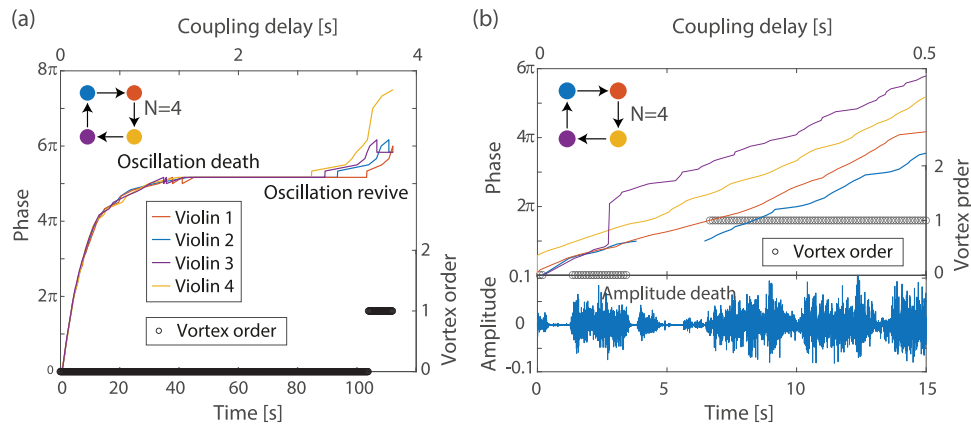 (a)
Coupling delay [s]
0 2 4
8π
6π
4π
2π
0
Phase
N=4
Oscillation death
Oscillation revive
Violin 1
Violin 2
Violin 3
Violin 4
Vortex order
2
1
0
Vortex order
0 20 40 60 80 100 120
Time [s]
(b)
Coupling delay [s]
0 0.5
6π
4π
2π
Phase
N=4
Vortex order
2
1
0
Vortex prder
Amplitude death
0.1
0
-0.1
Amplitude
0 5 10 15
Time [s]